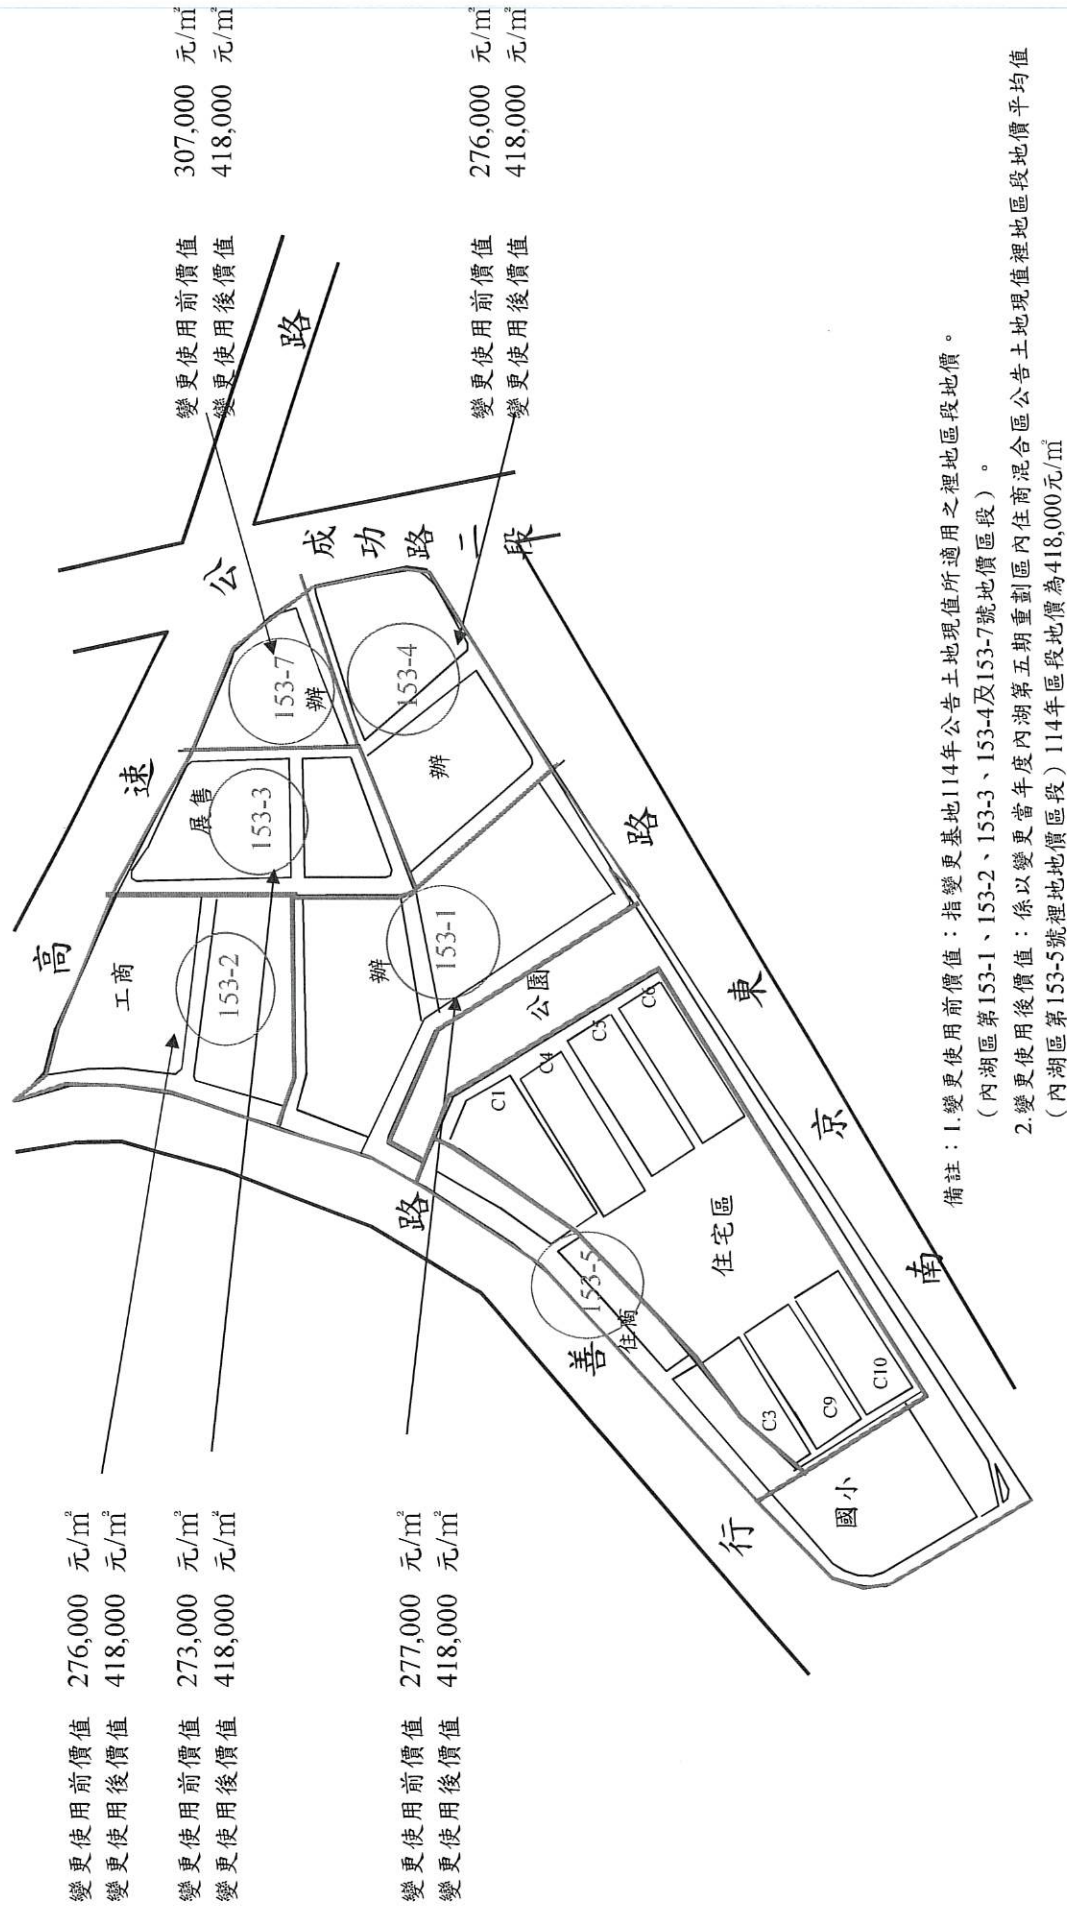 變更使用前價值 276,000 元/㎡
變更使用後價值 418,000 元/㎡
變更使用前價值 273,000 元/㎡
變更使用後價值 418,000 元/㎡
變更使用前價值 277,000 元/㎡
變更使用後價值 418,000 元/㎡
變更使用前價值 307,000 元/㎡
變更使用後價值 418,000 元/㎡
變更使用前價值 276,000 元/㎡
變更使用後價值 418,000 元/㎡
高
速
公
路
成功路二段
行
善
路
南
京
東
路
工商
153-2
展售
153-3
153-7
辦
153-4
辦
辦
153-1
公園
C1
C4
C5
C6
住宅區
153-5
住商
C3
C9
C10
國小
備註：1.變更使用前價值：指變更基地114年公告土地現值所適用之裡地區段地價。
（內湖區第153-1、153-2、153-3、153-4及153-7號地價區段）。
2.變更使用後價值：係以變更當年度內湖第五期重劃區內住商混合區公告土地現值裡地區段地價平均值
（內湖區第153-5號裡地地價區段）114年區段地價為418,000元/㎡